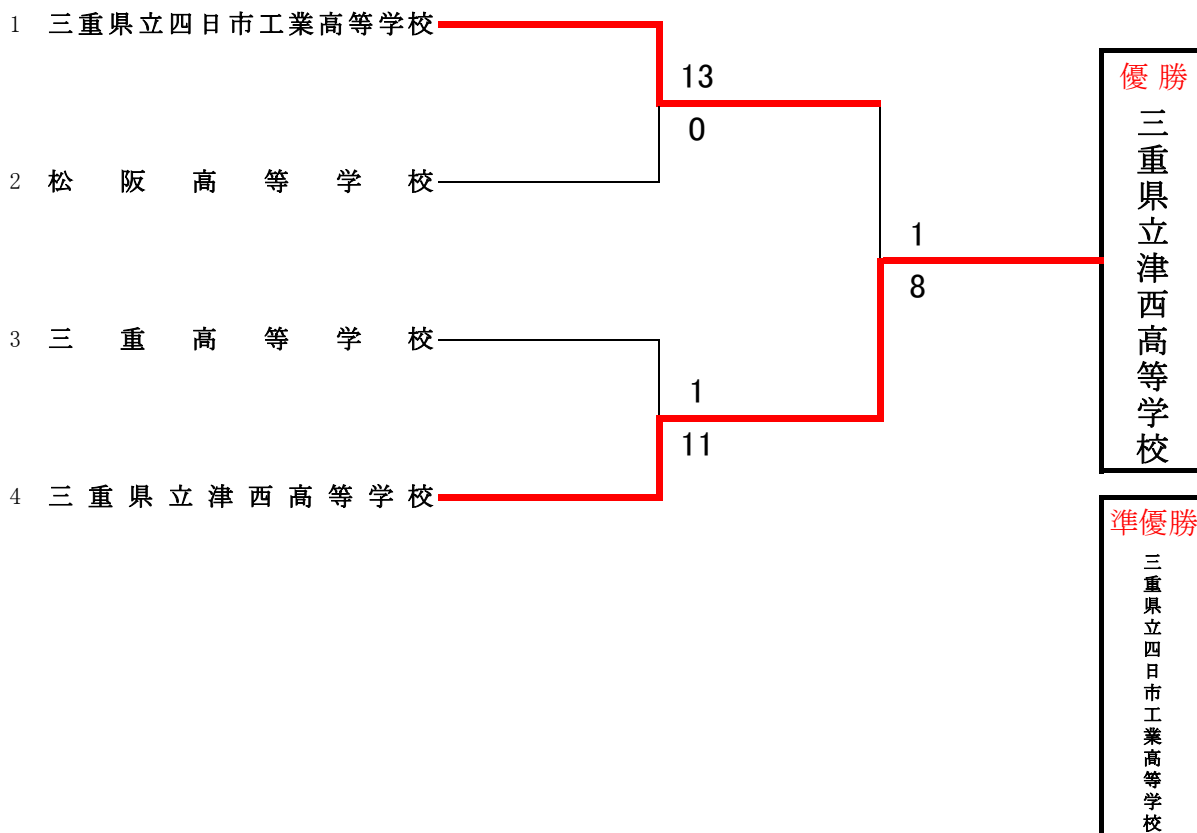 1 三重県立四日市工業高等学校
13
0
2 松阪高等学校
1
8
3 三重高等学校
1
11
4 三重県立津西高等学校
優勝
三重県立津西高等学校
準優勝
三重県立四日市工業高等学校